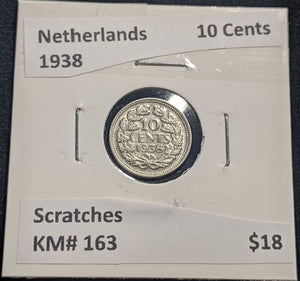 Netherlands 10 Cents
1938
10
CENTS
1938
Scratches
KM# 163 $18